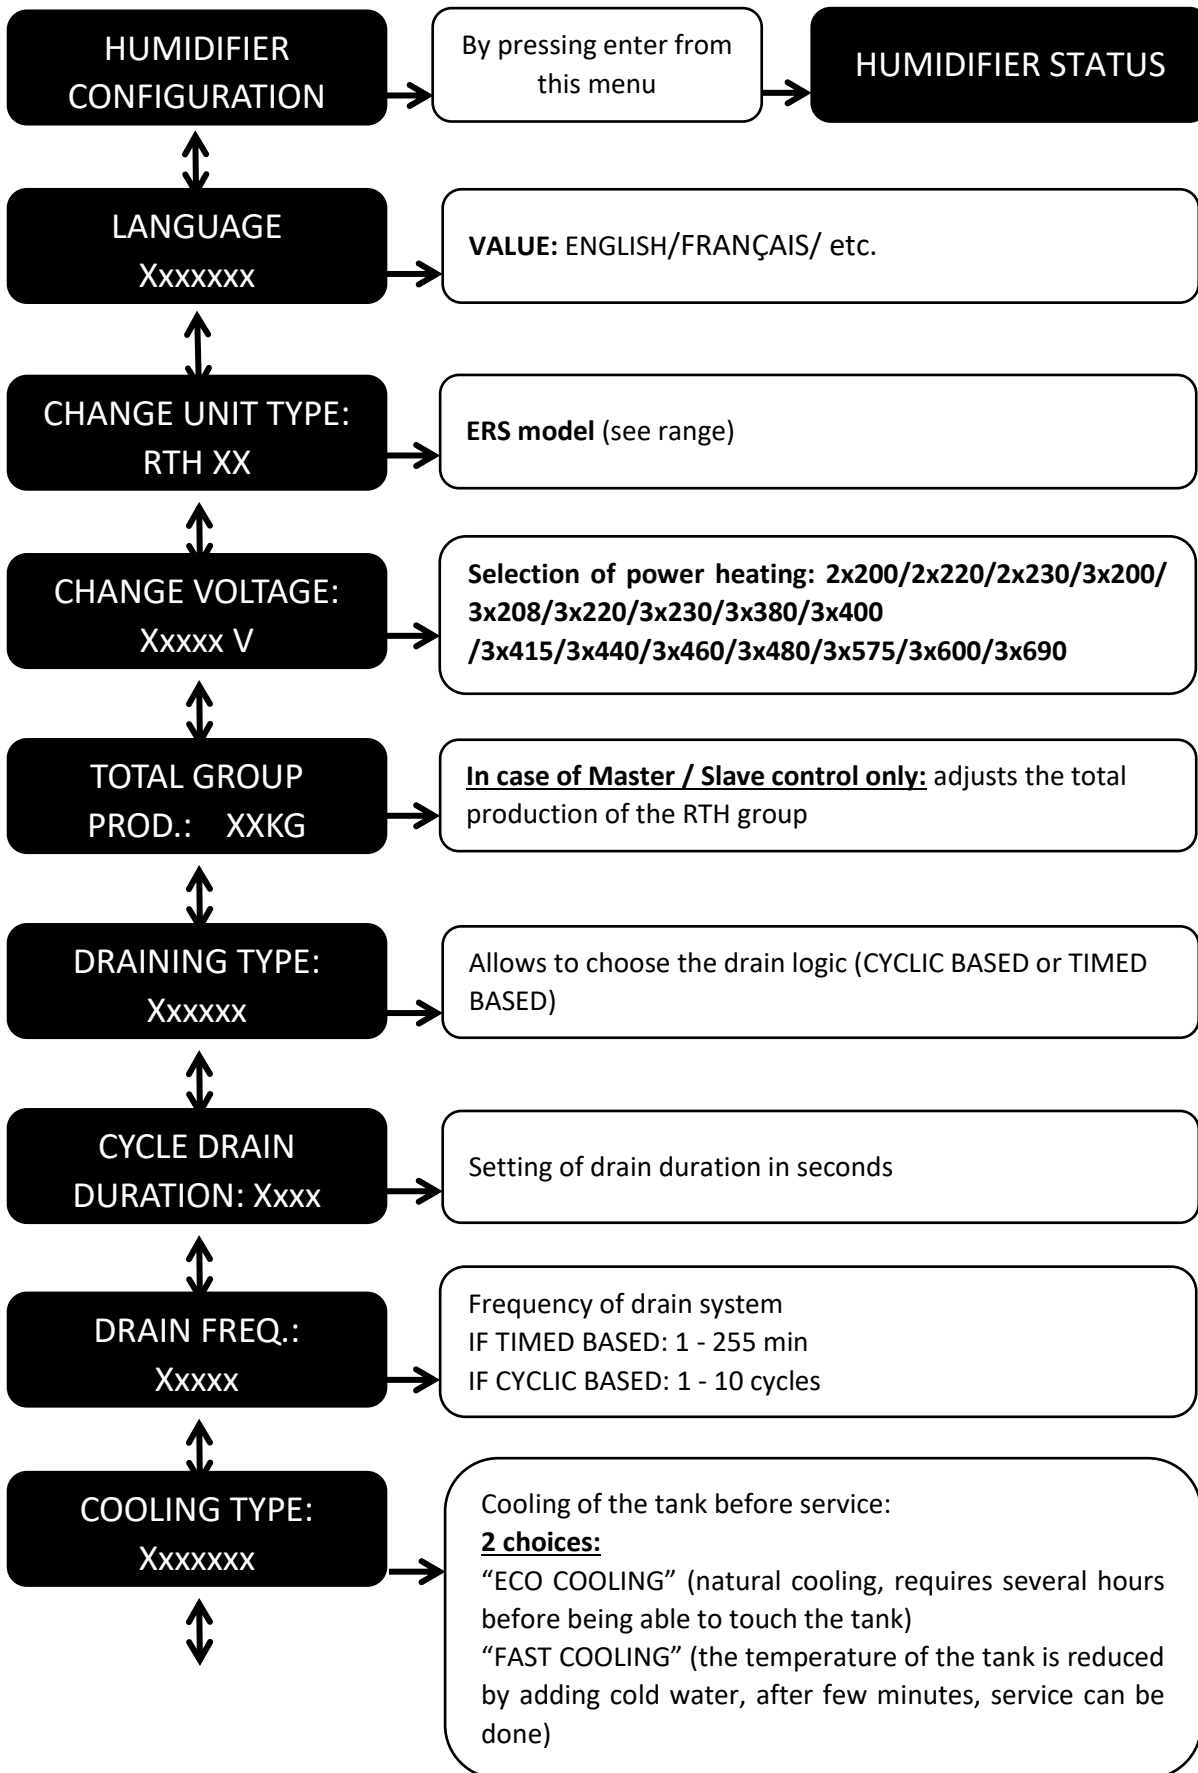 HUMIDIFIER
CONFIGURATION
By pressing enter from
this menu
HUMIDIFIER STATUS
LANGUAGE
Xxxxxxx
VALUE: ENGLISH/FRANÇAIS/ etc.
CHANGE UNIT TYPE:
RTH XX
ERS model (see range)
CHANGE VOLTAGE:
Xxxxx V
Selection of power heating: 2x200/2x220/2x230/3x200/
3x208/3x220/3x230/3x380/3x400
/3x415/3x440/3x460/3x480/3x575/3x600/3x690
TOTAL GROUP
PROD.: XXKG
In case of Master / Slave control only: adjusts the total
production of the RTH group
DRAINING TYPE:
Xxxxxx
Allows to choose the drain logic (CYCLIC BASED or TIMED
BASED)
CYCLE DRAIN
DURATION: Xxxx
Setting of drain duration in seconds
DRAIN FREQ.:
Xxxxx
Frequency of drain system
IF TIMED BASED: 1 - 255 min
IF CYCLIC BASED: 1 - 10 cycles
COOLING TYPE:
Xxxxxxx
Cooling of the tank before service:
2 choices:
“ECO COOLING” (natural cooling, requires several hours
before being able to touch the tank)
“FAST COOLING” (the temperature of the tank is reduced
by adding cold water, after few minutes, service can be
done)